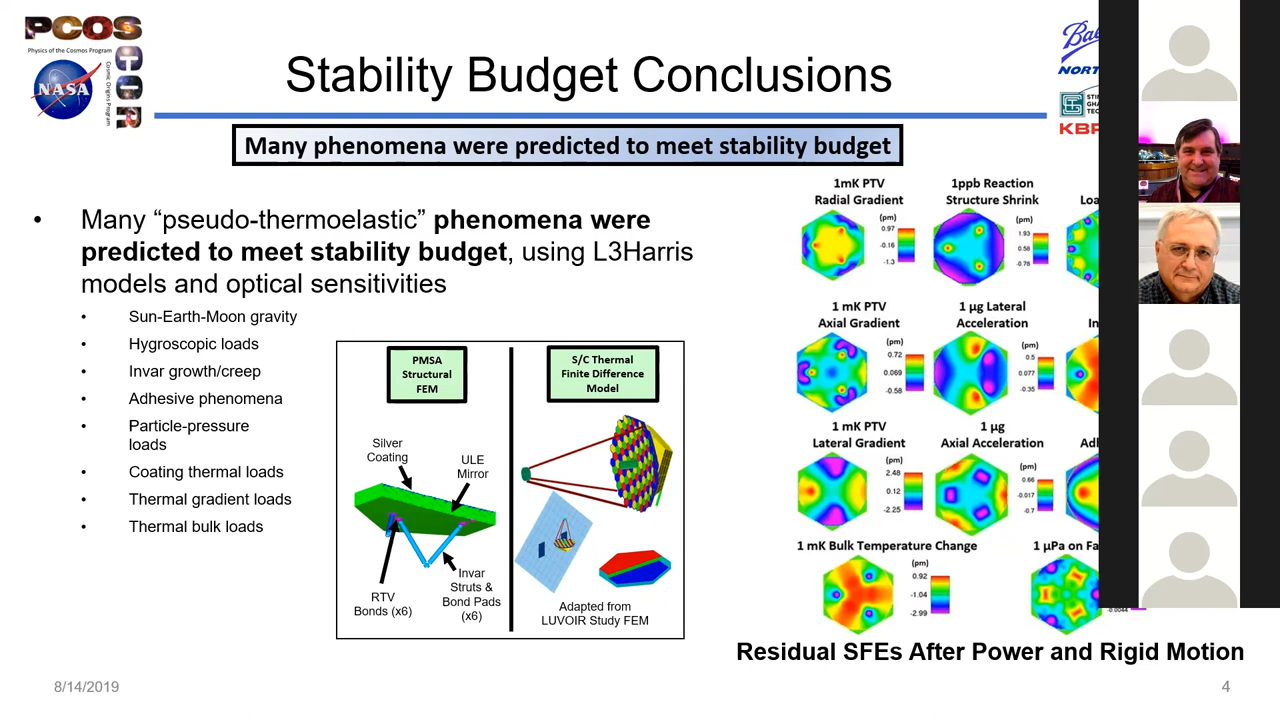 PCOS
Physics of the Cosmos Program
COR
Cosmic Origins Program
NASA
Stability Budget Conclusions
Many phenomena were predicted to meet stability budget
• Many “pseudo-thermoelastic” phenomena were
predicted to meet stability budget, using L3Harris
models and optical sensitivities
• Sun-Earth-Moon gravity
• Hygroscopic loads
• Invar growth/creep
• Adhesive phenomena
• Particle-pressure
loads
• Coating thermal loads
• Thermal gradient loads
• Thermal bulk loads
PMSA
Structural
FEM
Silver
Coating
ULE
Mirror
RTV
Bonds (x6)
Invar
Struts &
Bond Pads
(x6)
S/C Thermal
Finite Difference
Model
Adapted from
LUVOIR Study FEM
1mK PTV
Radial Gradient
(pm)
0.97
-0.16
-1.3
1ppb Reaction
Structure Shrink
(pm)
1.93
0.58
-0.78
1 mK PTV
Axial Gradient
(pm)
0.72
0.069
-0.58
1 µg Lateral
Acceleration
(pm)
0.5
0.077
-0.35
1 mK PTV
Lateral Gradient
(pm)
2.48
0.12
-2.25
1 µg
Axial Acceleration
(pm)
0.66
-0.017
-0.7
1 mK Bulk Temperature Change
(pm)
0.92
-1.04
-2.99
1 µPa on
Residual SFEs After Power and Rigid Motion
8/14/2019
4